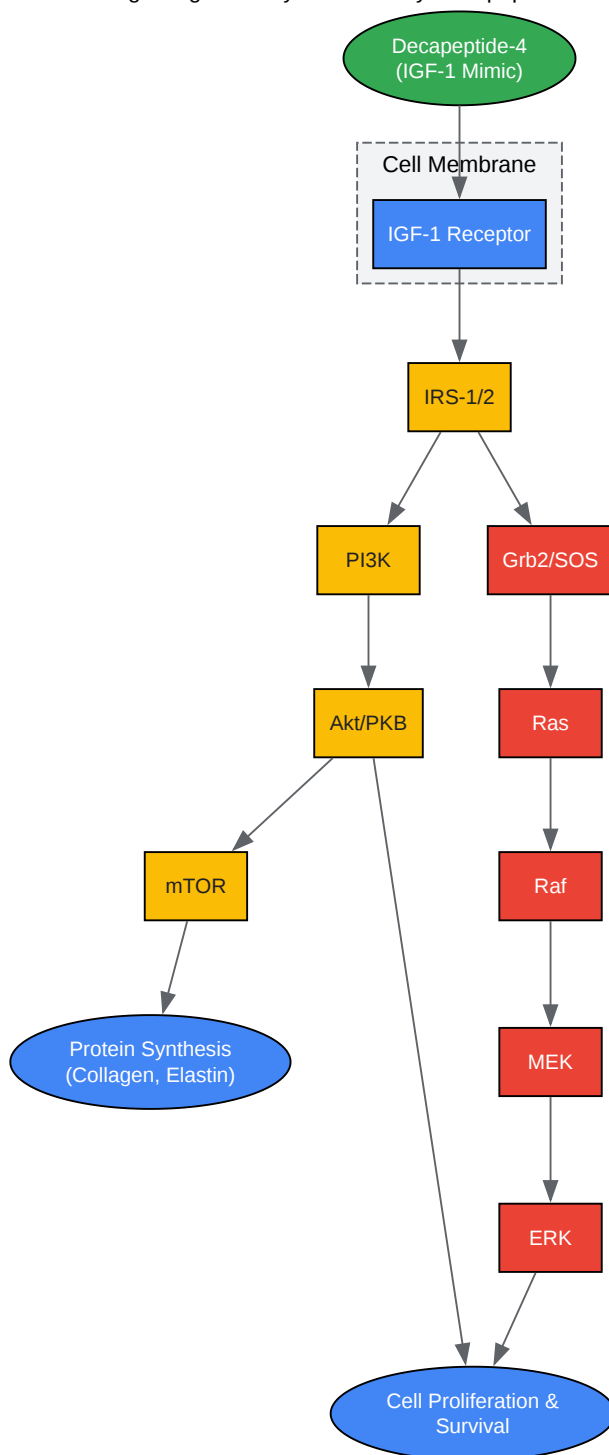 Decapeptide-4
(IGF-1 Mimic)
Cell Membrane
IGF-1 Receptor
IRS-1/2
PI3K
Grb2/SOS
Akt/PKB
Ras
mTOR
Raf
Protein Synthesis
(Collagen, Elastin)
MEK
ERK
Cell Proliferation &
Survival